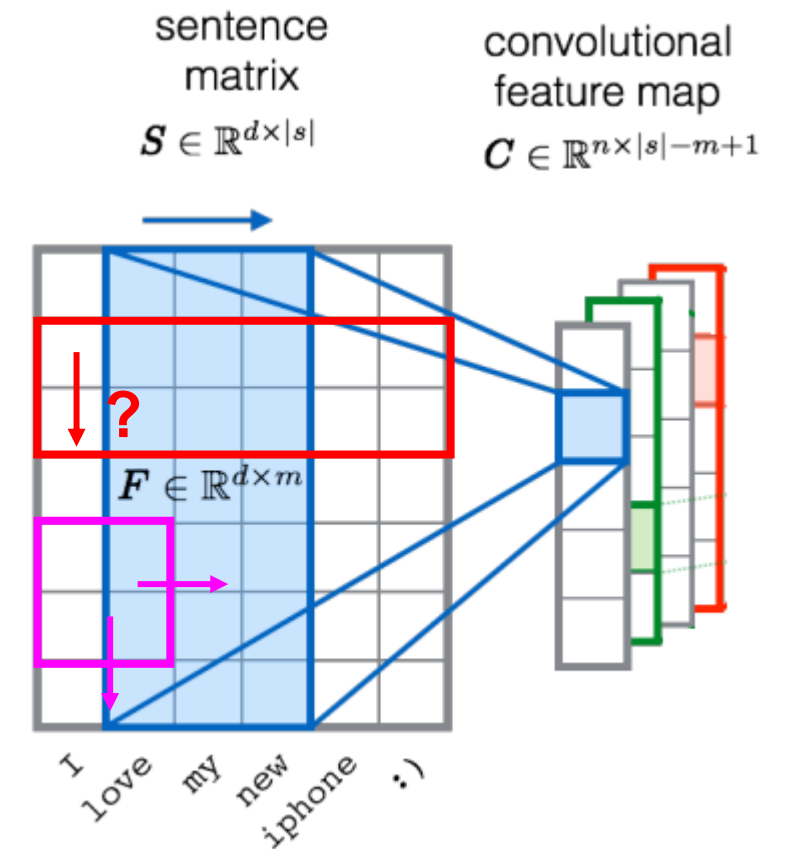 sentence
matrix
S ∈ ℝ^{d×|s|}
convolutional
feature map
C ∈ ℝ^{n×|s|−m+1}
?
F ∈ ℝ^{d×m}
I
love
my
new
iphone
:)